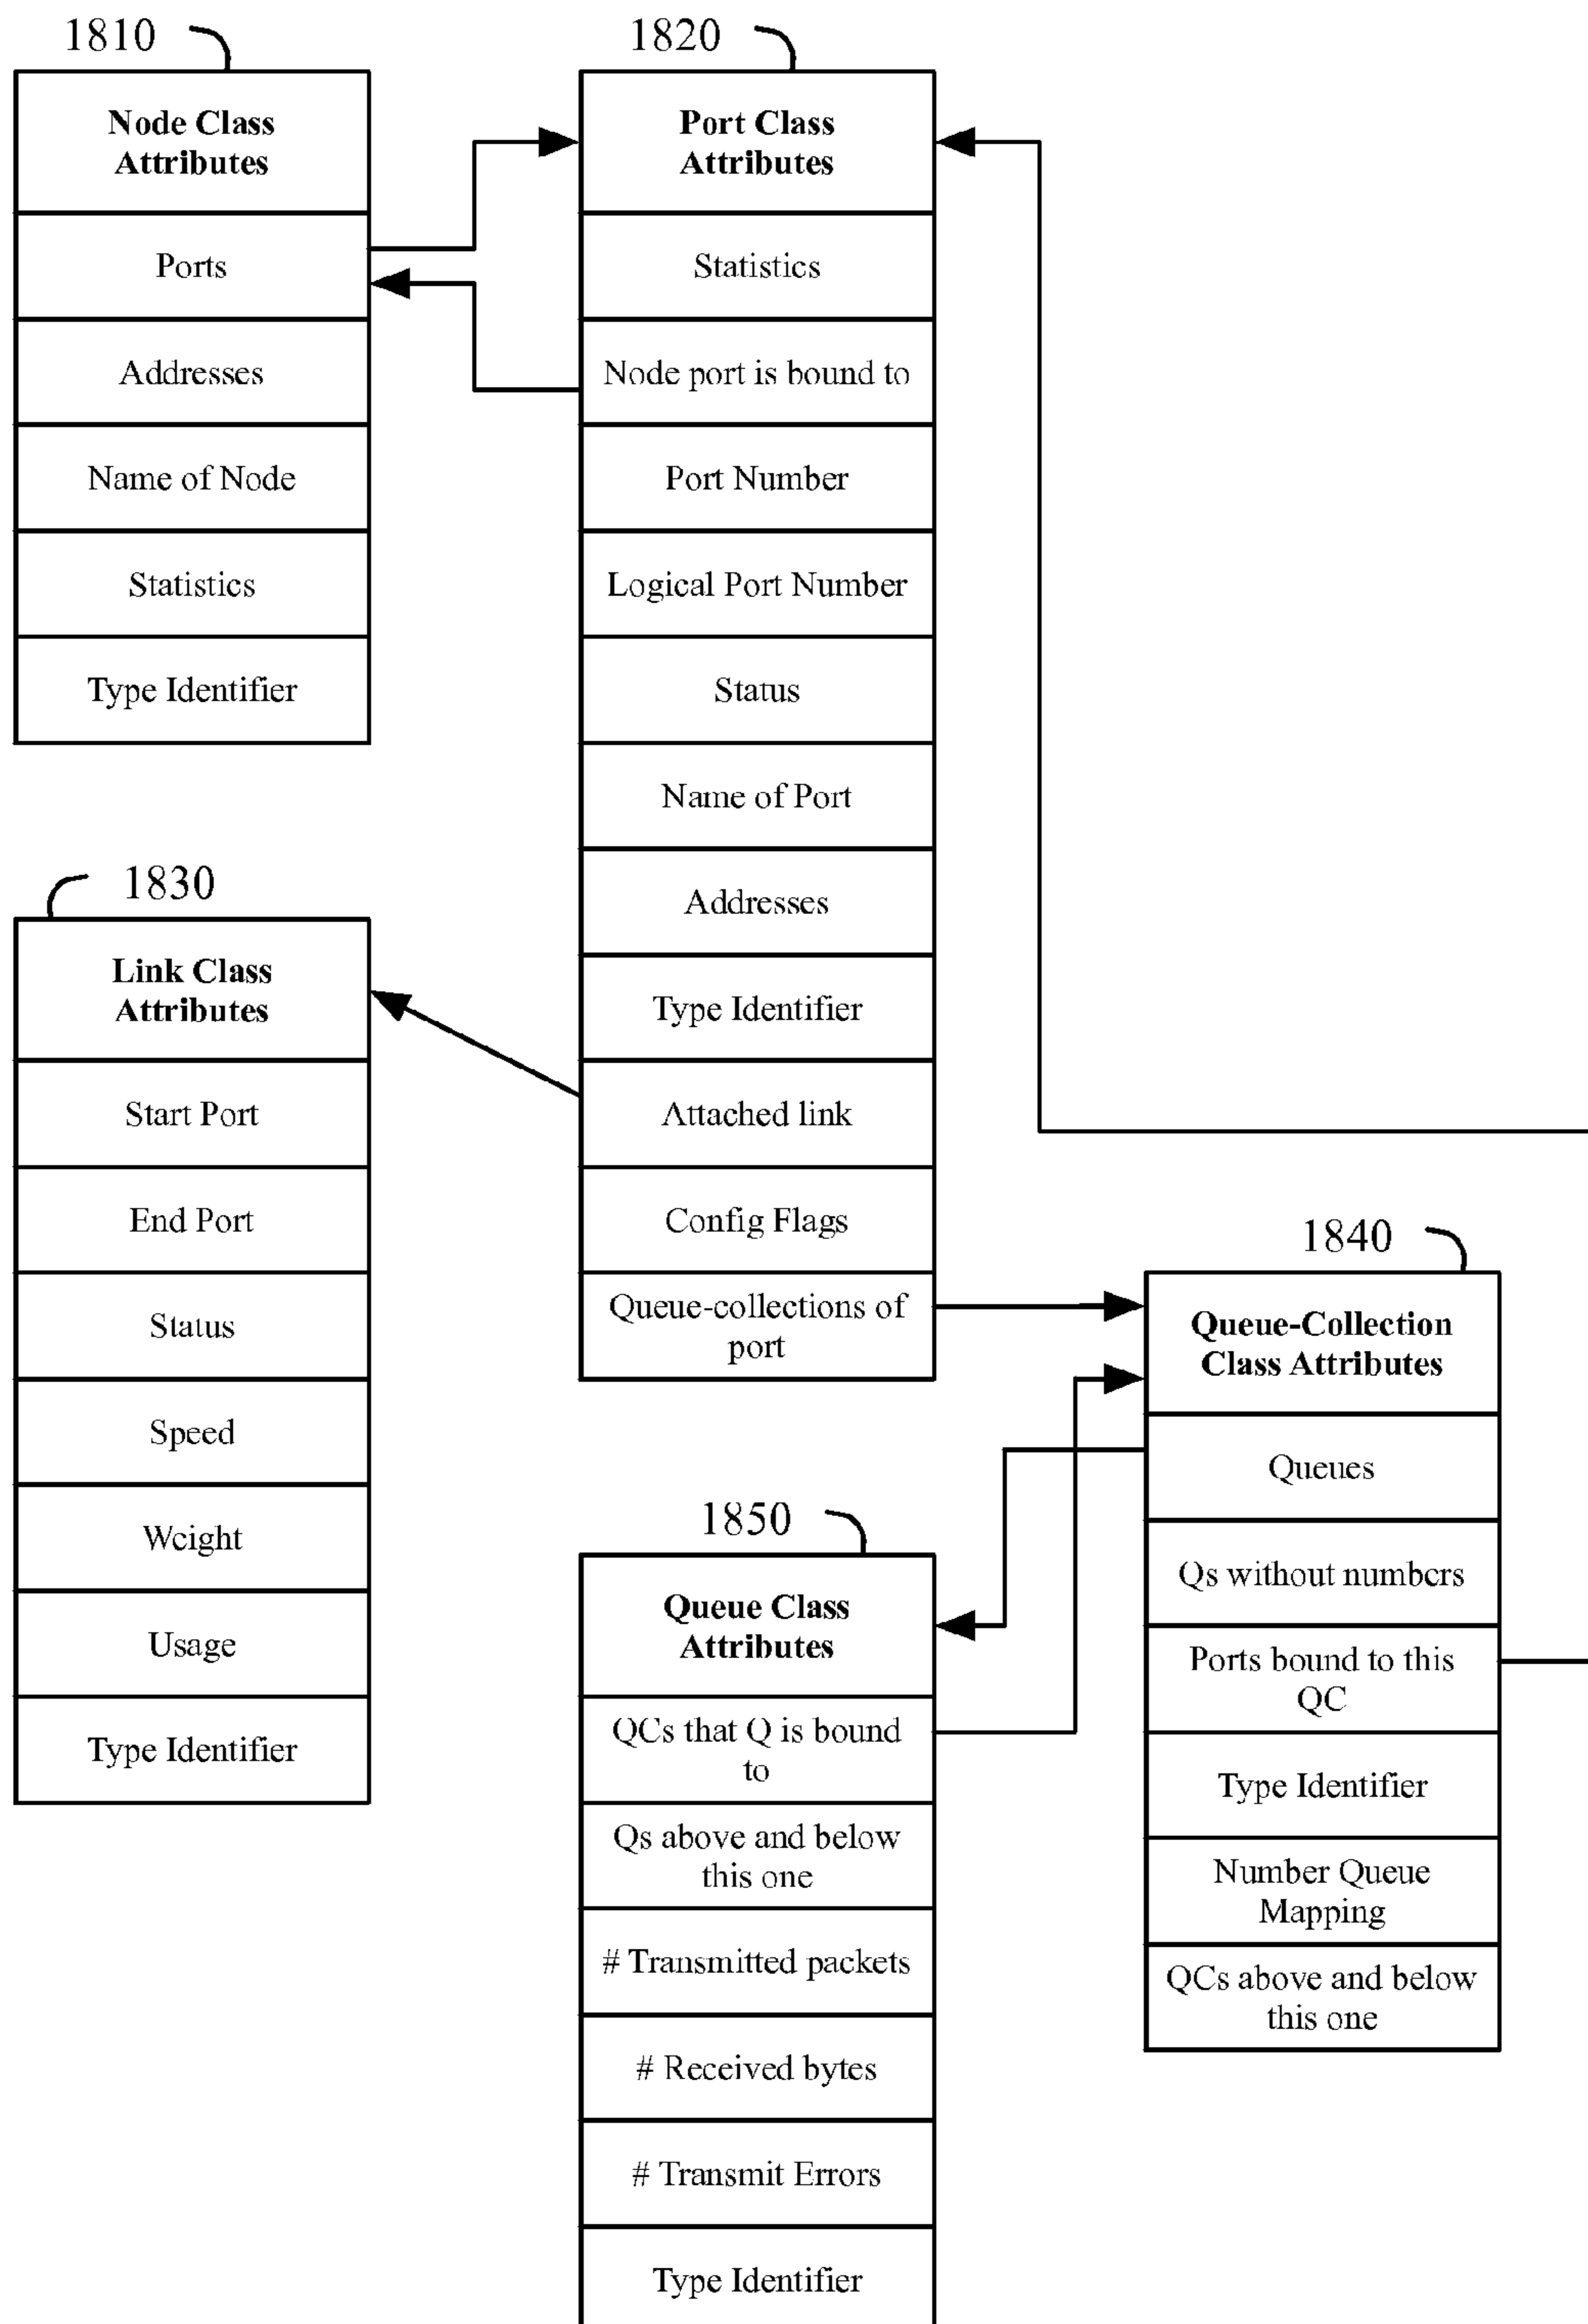 1810
Node Class
Attributes
Ports
Addresses
Name of Node
Statistics
Type Identifier
1820
Port Class
Attributes
Statistics
Node port is bound to
Port Number
Logical Port Number
Status
Name of Port
Addresses
Type Identifier
Attached link
Config Flags
Queue-collections of
port
1830
Link Class
Attributes
Start Port
End Port
Status
Speed
Weight
Usage
Type Identifier
1840
Queue-Collection
Class Attributes
Queues
Qs without numbers
Ports bound to this
QC
Type Identifier
Number Queue
Mapping
QCs above and below
this one
1850
Queue Class
Attributes
QCs that Q is bound
to
Qs above and below
this one
# Transmitted packets
# Received bytes
# Transmit Errors
Type Identifier